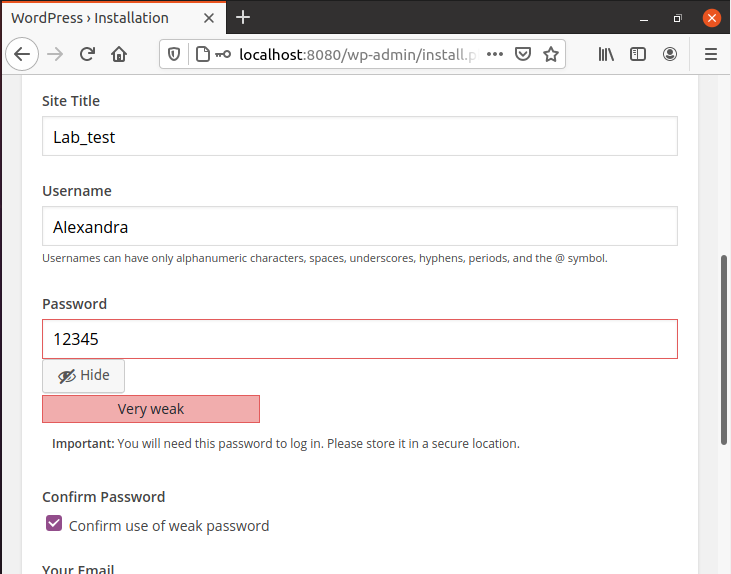 WordPress › Installation
localhost:8080/wp-admin/install.p
Site Title
Lab_test
Username
Alexandra
Usernames can have only alphanumeric characters, spaces, underscores, hyphens, periods, and the @ symbol.
Password
12345
Hide
Very weak
Important: You will need this password to log in. Please store it in a secure location.
Confirm Password
Confirm use of weak password
Your Email